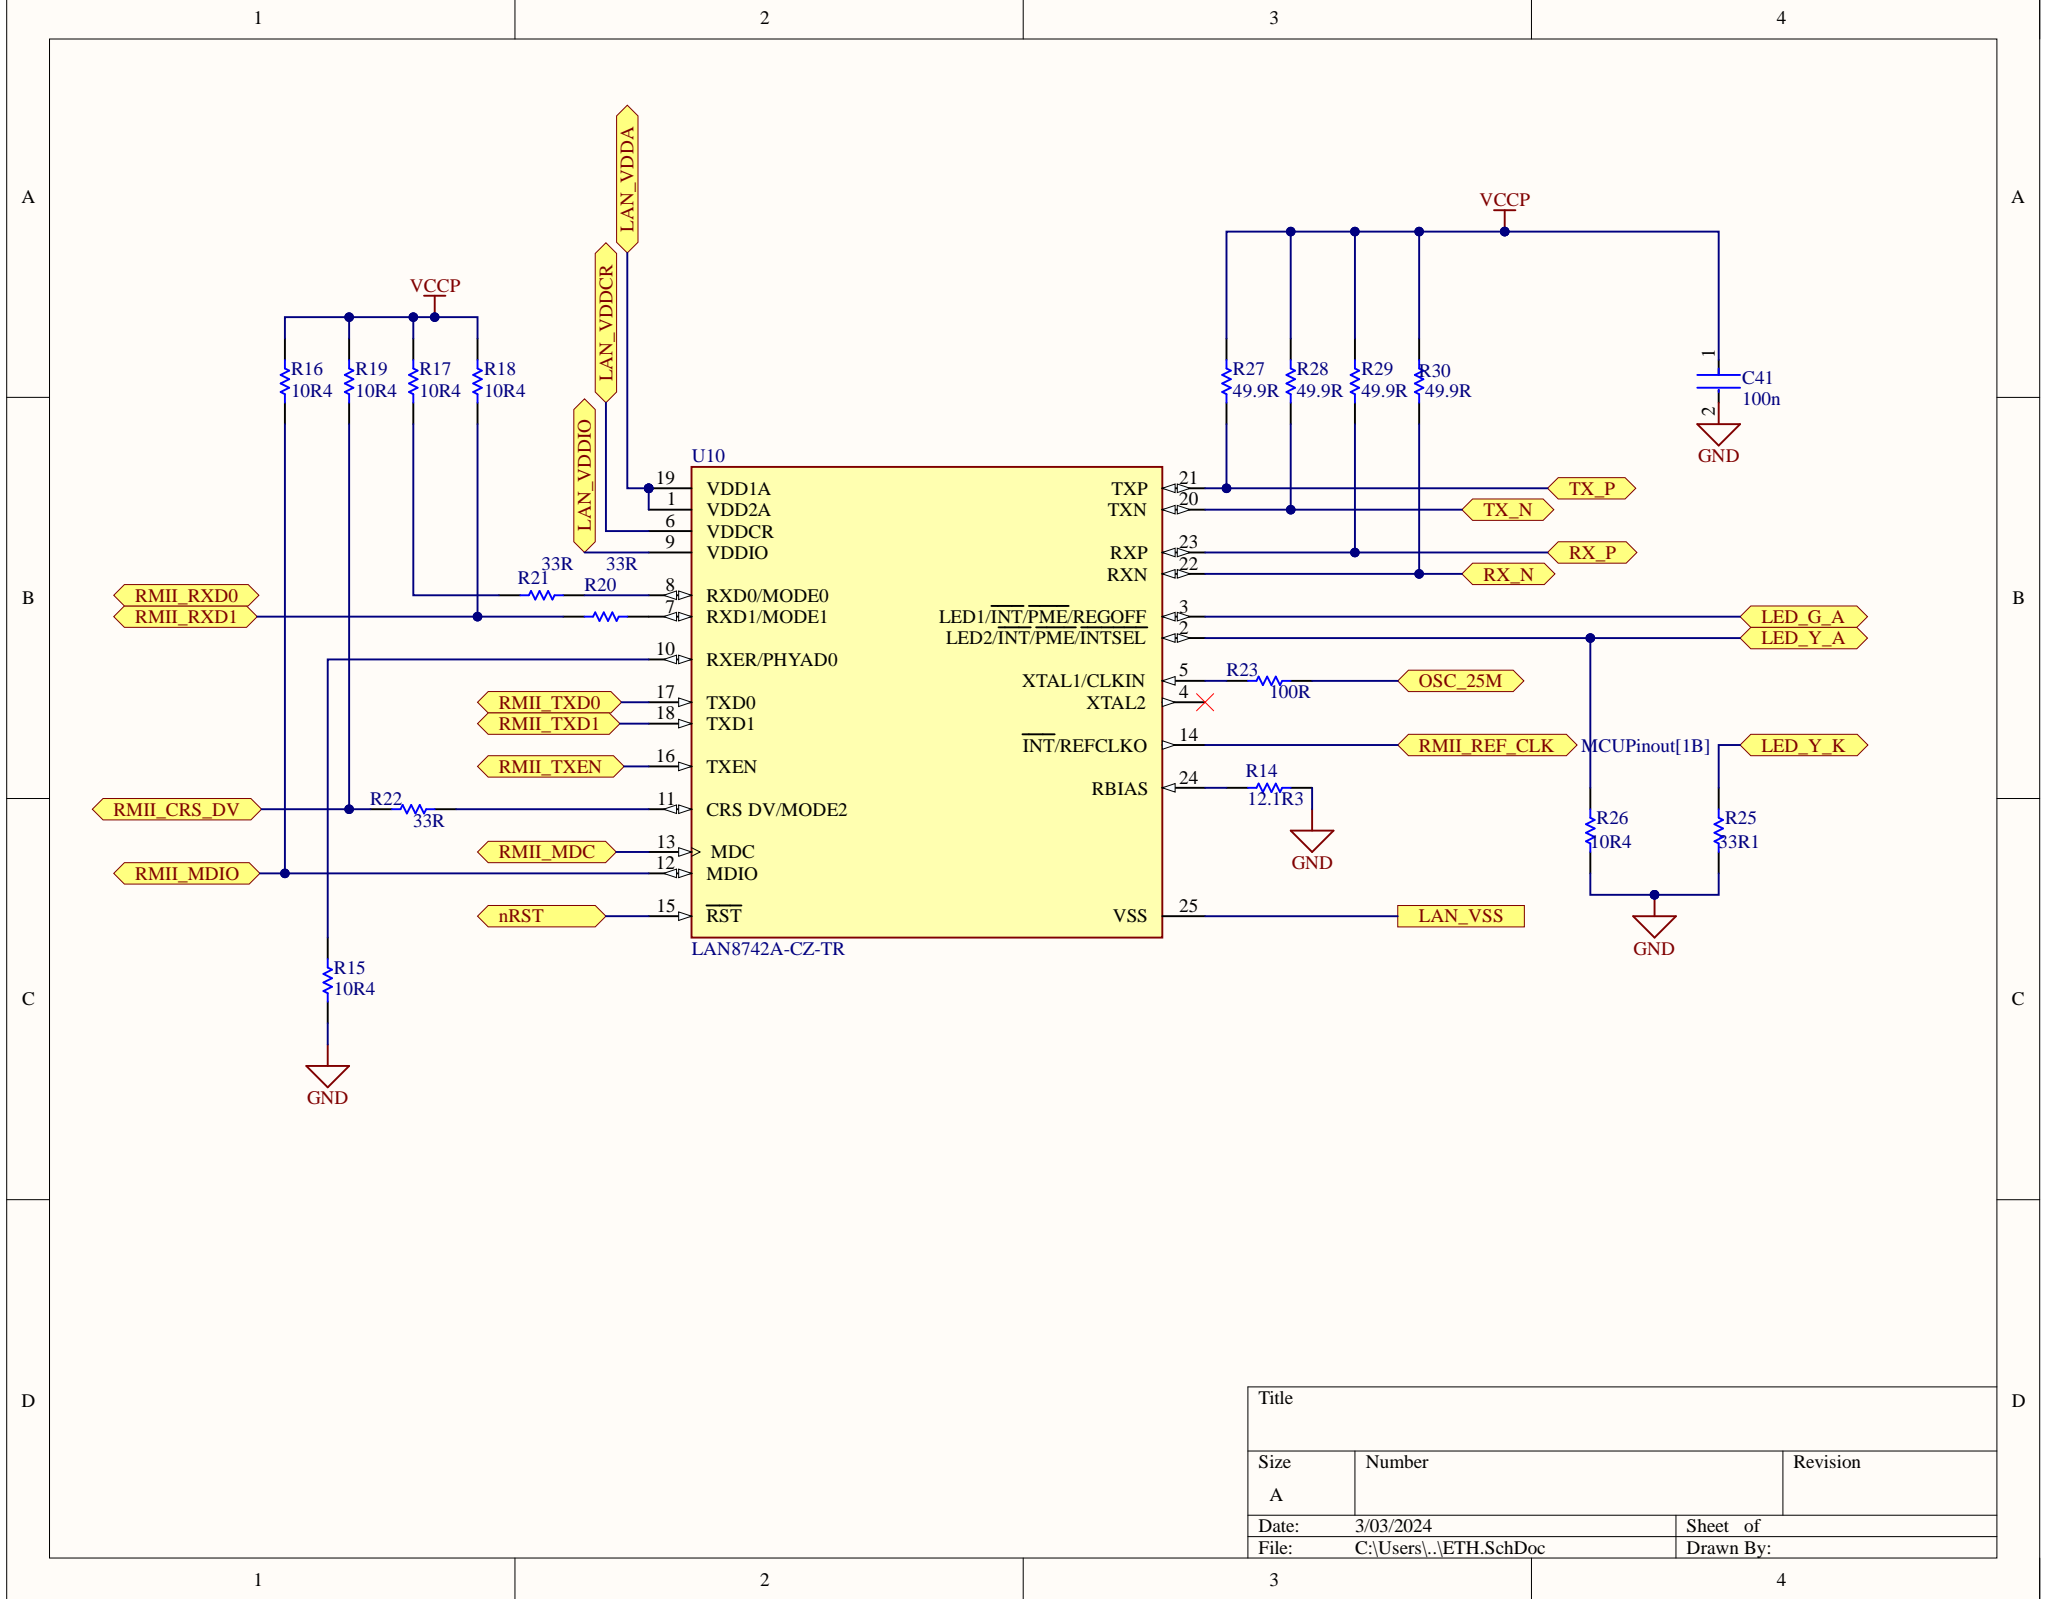 1 2 3 4
A
A
LAN_VDDA
VCCP
LAN_VDDCR
VCCP
R16
10R4
R19
10R4
R17
10R4
R18
10R4
R27
49.9R
R28
49.9R
R29
49.9R
R30
49.9R
1
C41
100n
2
GND
LAN_VDDIO
U10
19 VDD1A
1 VDD2A
6 VDDCR
9 VDDIO
TXP 21 TX_P
TXN 20 TX_N
RXP 23 RX_P
RXN 22 RX_N
33R 33R
R21 R20
B
B
RMII_RXD0 8 RXD0/MODE0
RMII_RXD1 7 RXD1/MODE1
LED1/INT/PME/REGOFF 3 LED_G_A
LED2/INT/PME/INTSEL 2 LED_Y_A
10 RXER/PHYAD0
XTAL1/CLKIN 5 R23 100R OSC_25M
XTAL2 4
RMII_TXD0 17 TXD0
RMII_TXD1 18 TXD1
INT/REFCLKO 14 RMII_REF_CLK MCUPinout[1B] LED_Y_K
RMII_TXEN 16 TXEN
RBIAS 24 R14
12.1R3
GND
RMII_CRS_DV R22 33R 11 CRS DV/MODE2
R26
10R4
R25
33R1
GND
RMII_MDC 13 MDC
RMII_MDIO 12 MDIO
nRST 15 RST
VSS 25 LAN_VSS
LAN8742A-CZ-TR
R15
10R4
GND
C
C
D
D
Title
Size
A
Number
Revision
Date: 3/03/2024
Sheet of
File: C:\Users\..\ETH.SchDoc
Drawn By:
1 2 3 4